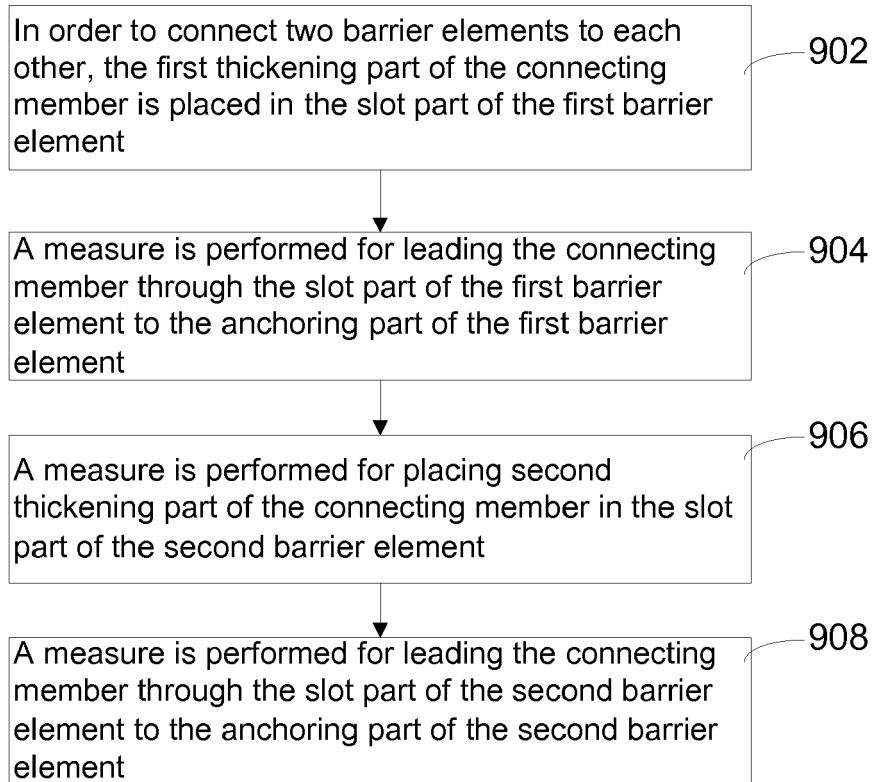 In order to connect two barrier elements to each
other, the first thickening part of the connecting
member is placed in the slot part of the first barrier
element
902
A measure is performed for leading the connecting
member through the slot part of the first barrier
element to the anchoring part of the first barrier
element
904
A measure is performed for placing second
thickening part of the connecting member in the slot
part of the second barrier element
906
A measure is performed for leading the connecting
member through the slot part of the second barrier
element to the anchoring part of the second barrier
element
908